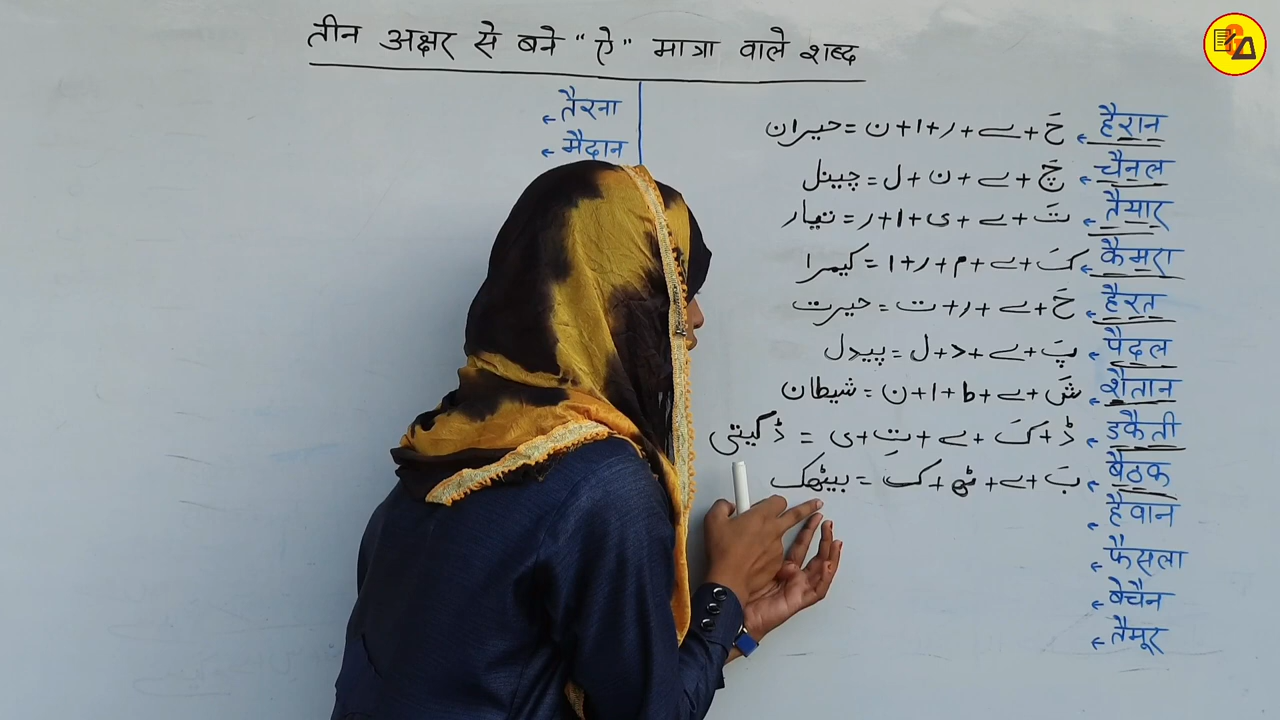 तीन अक्षर से बने "ऐ" मात्रा वाले शब्द
हैरान ← حَ + ے + ر + ا + ن = حیران
चैनल ← چَ + ے + ن + ل = چینل
तैयार ← تَ + ے + ی + ا + ر = تیار
कैमरा ← کَ + ے + م + ر + ا = کیمرا
हैरत ← حَ + ے + ر + ت = حیرت
पैदल ← پَ + ے + د + ل = پیدل
शैतान ← شَ + ے + ط + ا + ن = شیطان
डकैती ← ڈ + کَ + ے + ت + ی = ڈکیتی
बैठक ← بَ + ے + ٹھ + ک = بیٹھک
हैवान ←
फैसला ←
बेचैन ←
तैमूर ←
तैरना ←
मैदान ←